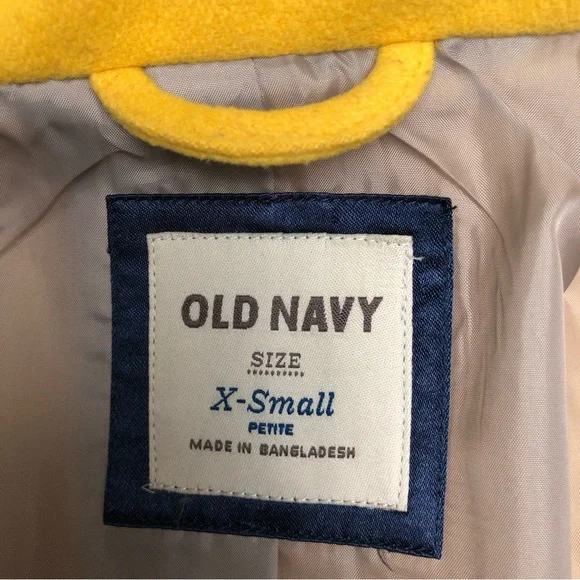 OLD NAVY
SIZE
X-Small
PETITE
MADE IN BANGLADESH